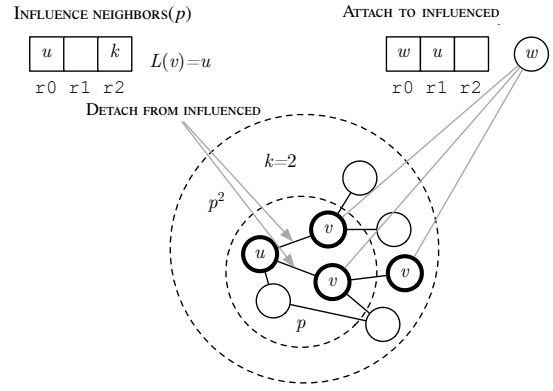 INFLUENCE NEIGHBORS(p)
ATTACH TO INFLUENCED
u k
L(v)=u
w u
w
r0 r1 r2
r0 r1 r2
DETACH FROM INFLUENCED
k=2
p²
v
u
v
v
p